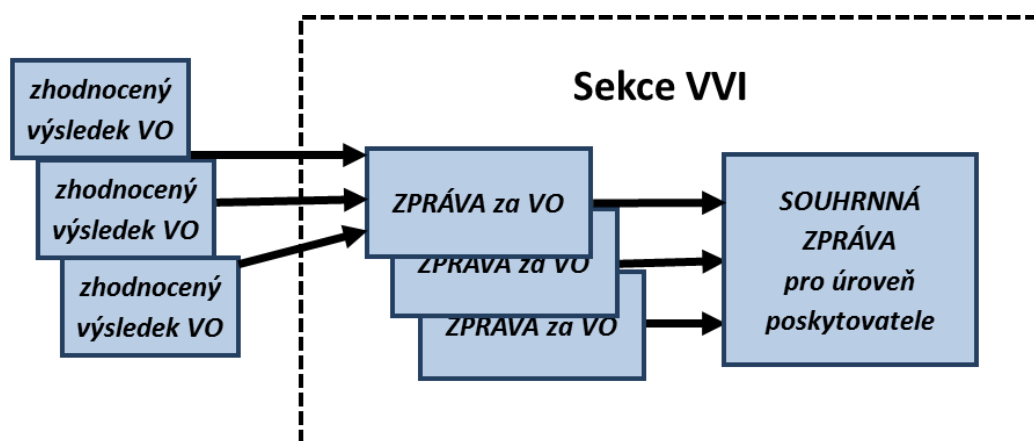 Sekce VVI
zhodnocený
výsledek VO
zhodnocený
výsledek VO
zhodnocený
výsledek VO
ZPRÁVA za VO
ZPRÁVA za VO
ZPRÁVA za VO
SOUHRNNÁ
ZPRÁVA
pro úroveň
poskytovatele